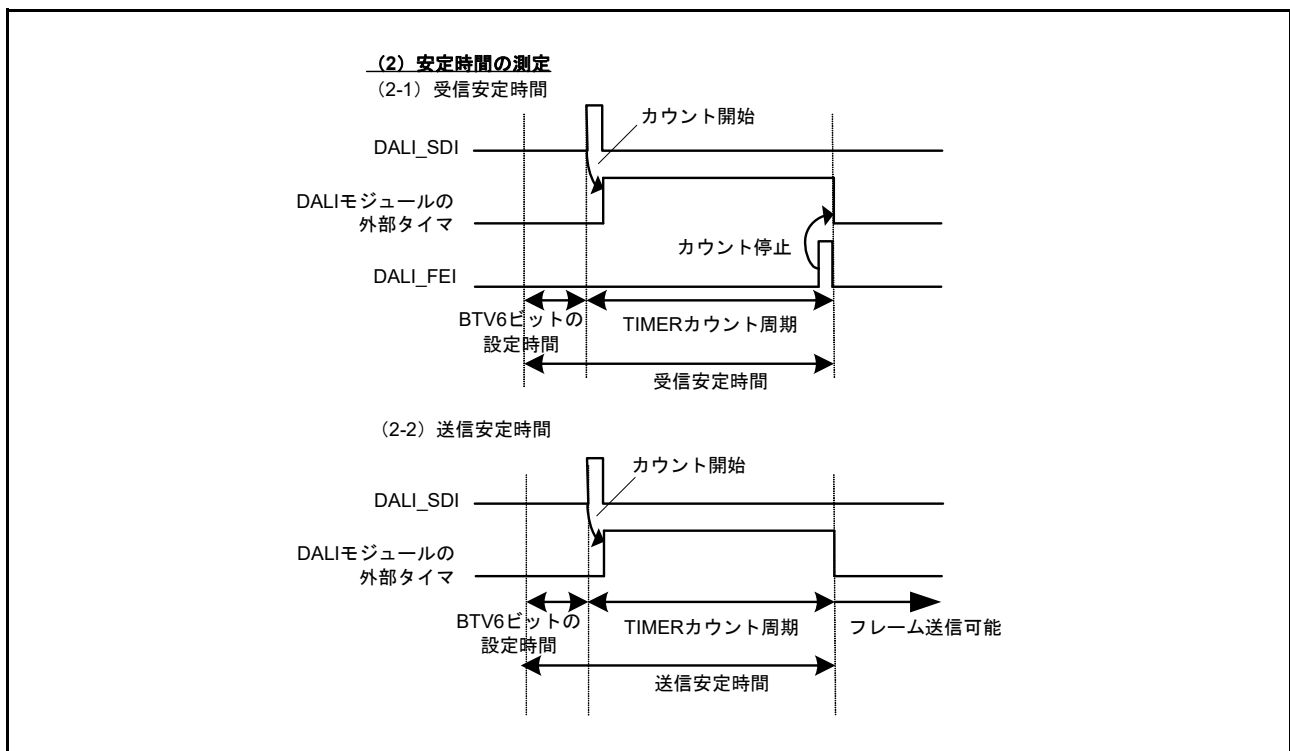 （2）安定時間の測定
（2-1）受信安定時間
カウント開始
DALI_SDI
DALIモジュールの
外部タイマ
カウント停止
DALI_FEI
BTV6ビットの
設定時間
TIMERカウント周期
受信安定時間
（2-2）送信安定時間
カウント開始
DALI_SDI
DALIモジュールの
外部タイマ
BTV6ビットの
設定時間
TIMERカウント周期
フレーム送信可能
送信安定時間